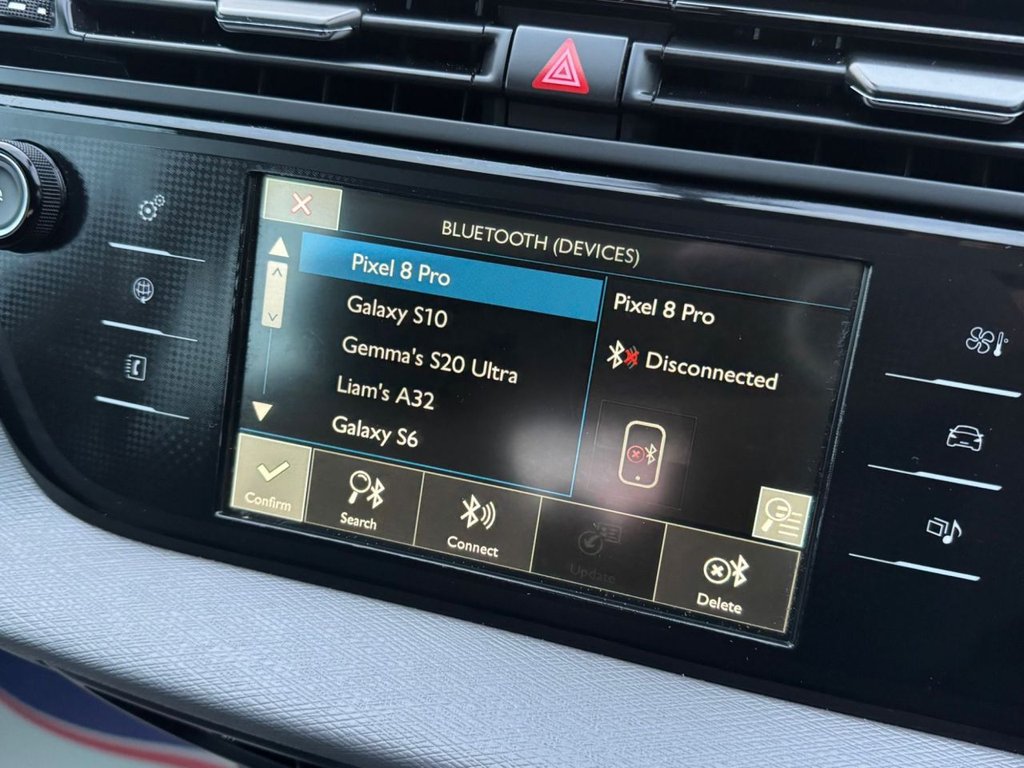 BLUETOOTH (DEVICES)
Pixel 8 Pro
Galaxy S10
Gemma's S20 Ultra
Liam's A32
Galaxy S6
Pixel 8 Pro
Disconnected
Confirm
Search
Connect
Update
Delete